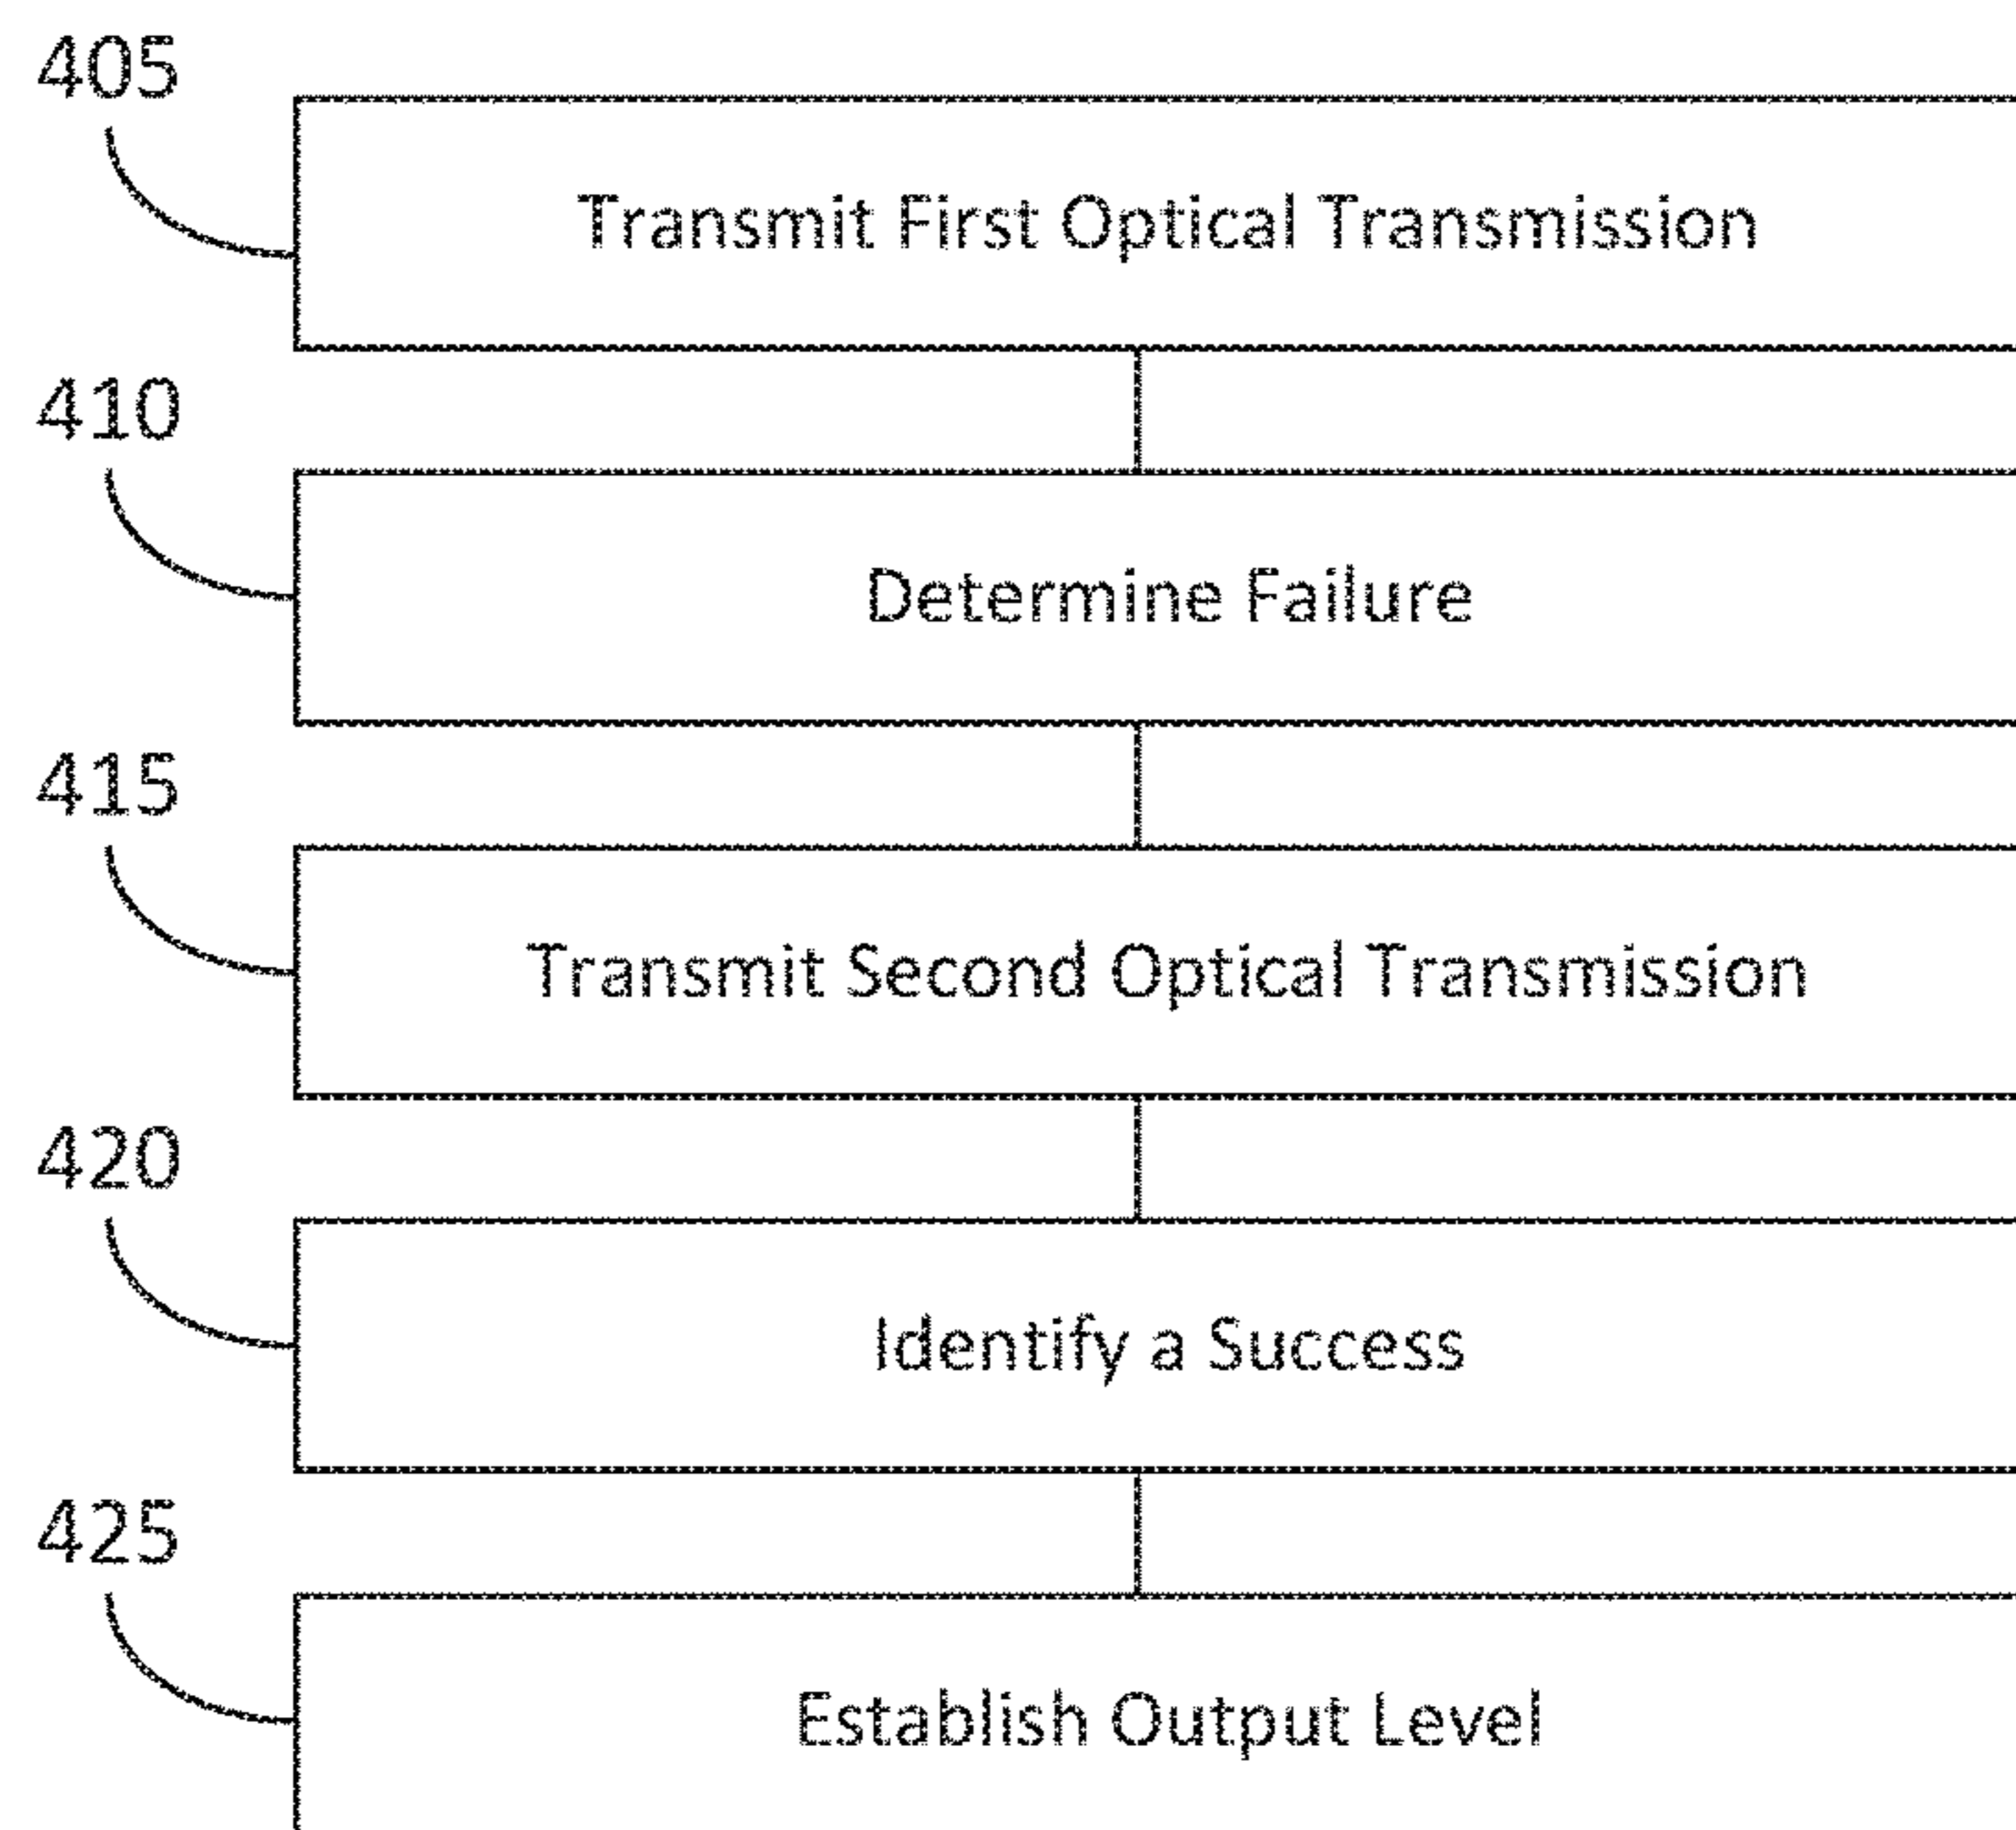 405
Transmit First Optical Transmission
410
Determine Failure
415
Transmit Second Optical Transmission
420
Identify a Success
425
Establish Output Level